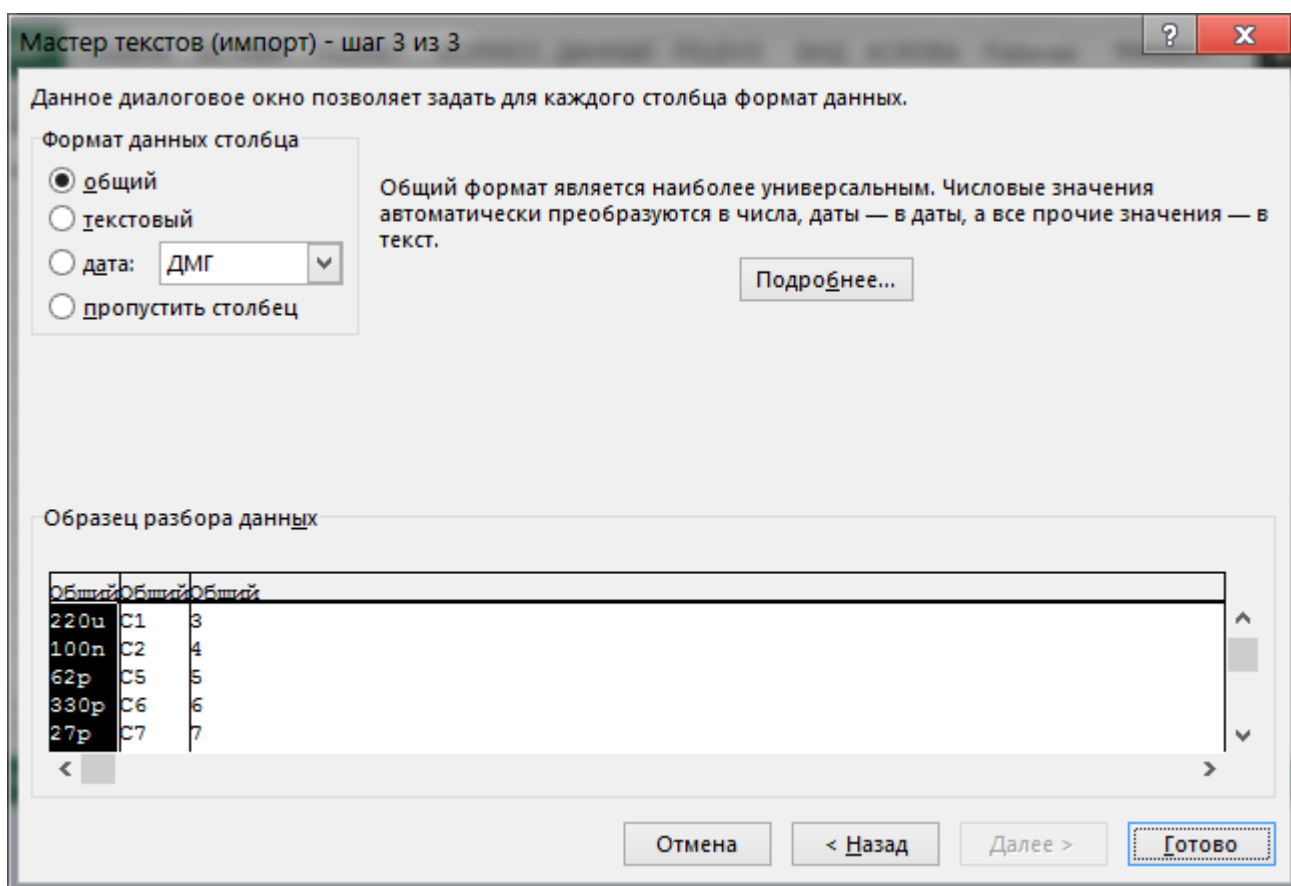 Мастер текстов (импорт) - шаг 3 из 3
?
X
Данное диалоговое окно позволяет задать для каждого столбца формат данных.
Формат данных столбца
общий
текстовый
дата: ДМГ
пропустить столбец
Общий формат является наиболее универсальным. Числовые значения
автоматически преобразуются в числа, даты — в даты, а все прочие значения — в
текст.
Подробнее...
Образец разбора данных
Общий Общий Общий
220u C1 3
100n C2 4
62p C5 5
330p C6 6
27p C7 7
Отмена
< Назад
Далее >
Готово